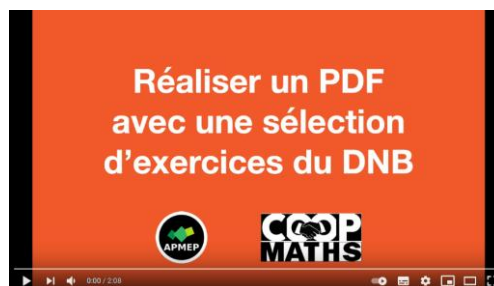 Réaliser un PDF
avec une sélection
d'exercices du DNB
APMEP
COOP
MATHS
0:00 / 2:08